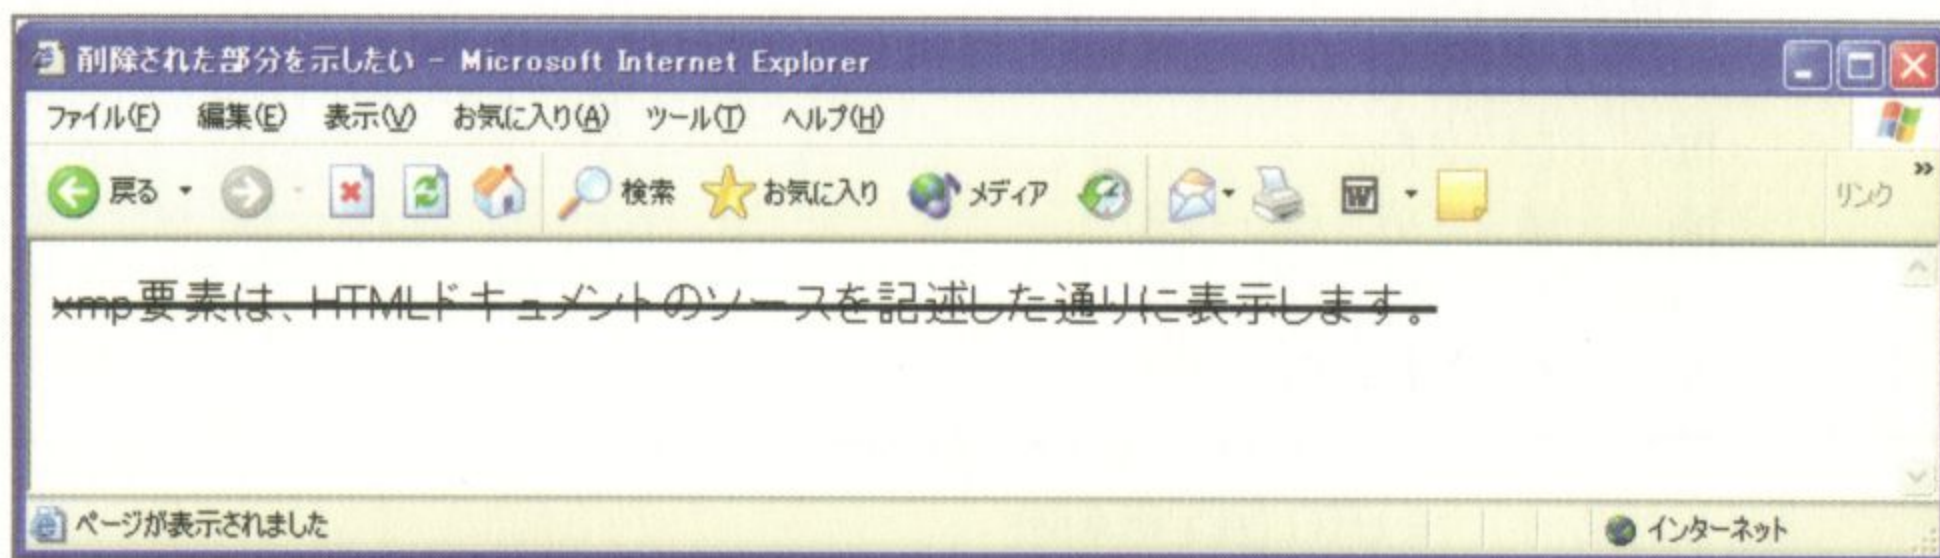 削除された部分を示したい - Microsoft Internet Explorer
ファイル(F) 編集(E) 表示(V) お気に入り(A) ツール(T) ヘルプ(H)
戻る 検索 お気に入り メディア W リンク »
xmp要素は、HTMLドキュメントのソースを記述した通りに表示します。
ページが表示されました インターネット